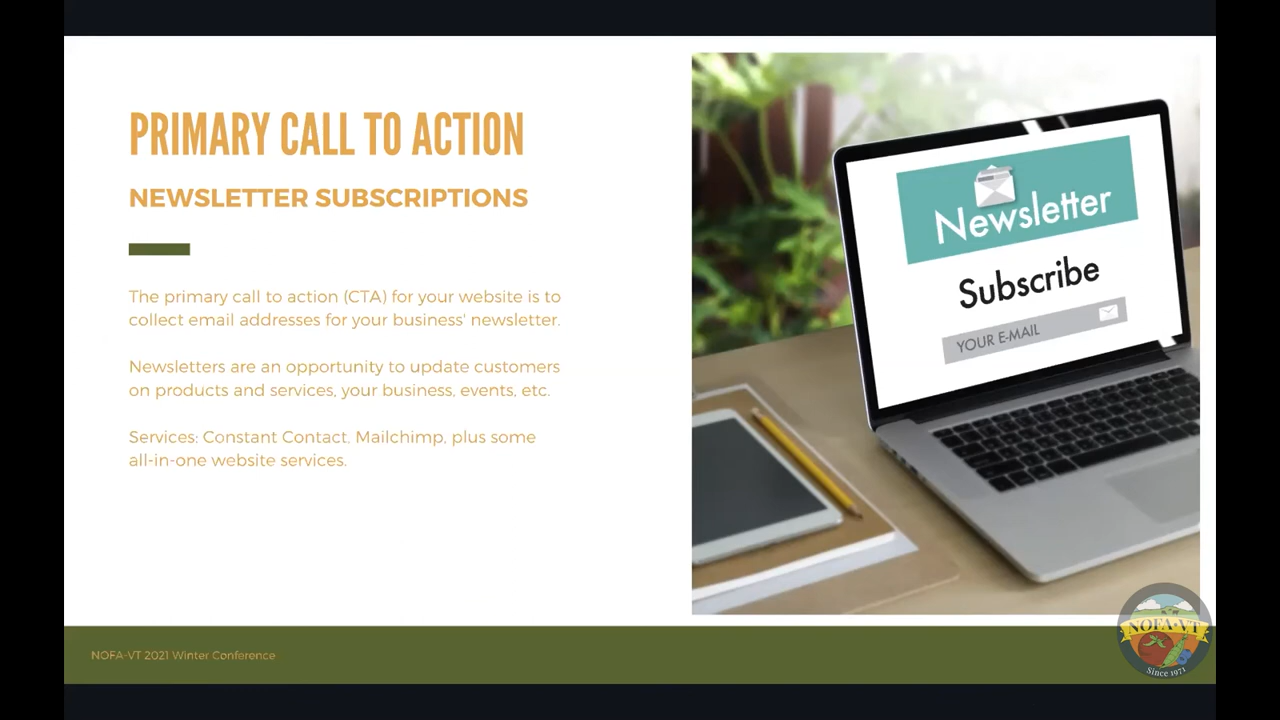 PRIMARY CALL TO ACTION
NEWSLETTER SUBSCRIPTIONS
The primary call to action (CTA) for your website is to
collect email addresses for your business' newsletter.
Newsletters are an opportunity to update customers
on products and services, your business, events, etc.
Services: Constant Contact. Mailchimp, plus some
all-in-one website services.
Newsletter
Subscribe
YOUR E-MAIL
NOFA-VT 2021 Winter Conference
NOFA-VT
Since 1971